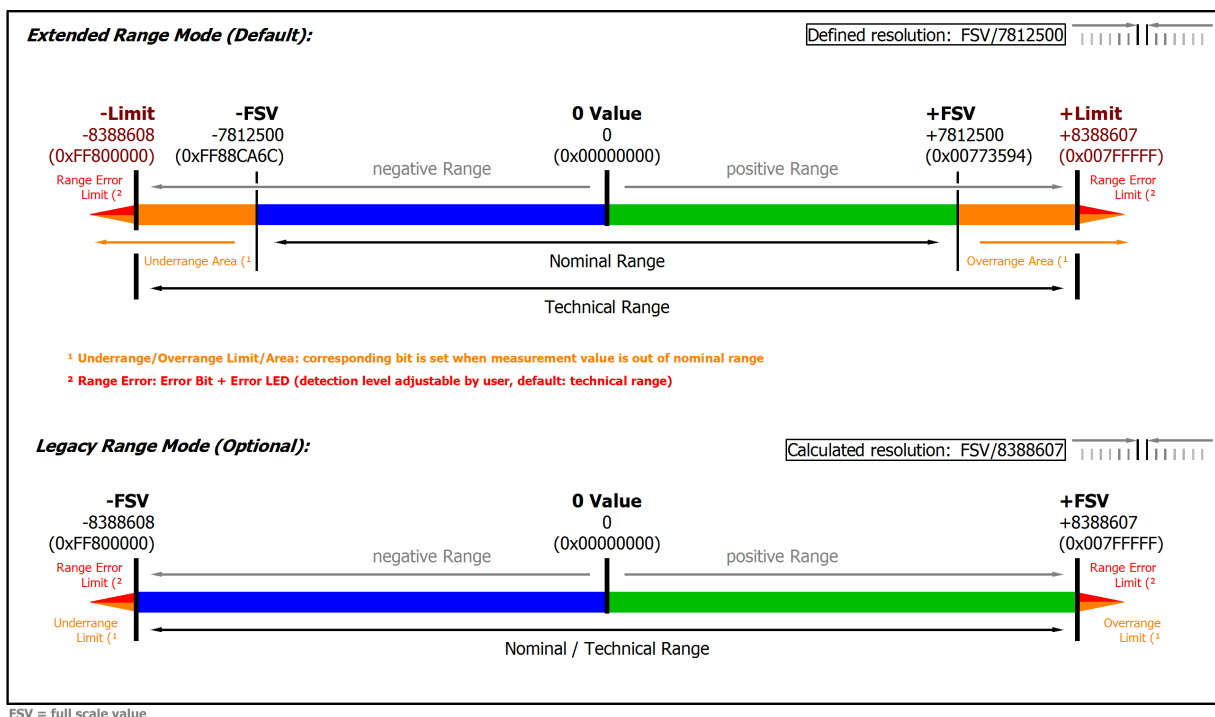 Extended Range Mode (Default):
Defined resolution: FSV/7812500
-Limit
-8388608
(0xFF800000)
-FSV
-7812500
(0xFF88CA6C)
0 Value
0
(0x00000000)
+FSV
+7812500
(0x00773594)
+Limit
+8388607
(0x007FFFFF)
negative Range
positive Range
Range Error
Limit (²
Range Error
Limit (²
Underrange Area (¹
Nominal Range
Overrange Area (¹
Technical Range
¹ Underrange/Overrange Limit/Area: corresponding bit is set when measurement value is out of nominal range
² Range Error: Error Bit + Error LED (detection level adjustable by user, default: technical range)
Legacy Range Mode (Optional):
Calculated resolution: FSV/8388607
-FSV
-8388608
(0xFF800000)
0 Value
0
(0x00000000)
+FSV
+8388607
(0x007FFFFF)
negative Range
positive Range
Range Error
Limit (²
Range Error
Limit (²
Underrange
Limit (¹
Overrange
Limit (¹
Nominal / Technical Range
FSV = full scale value